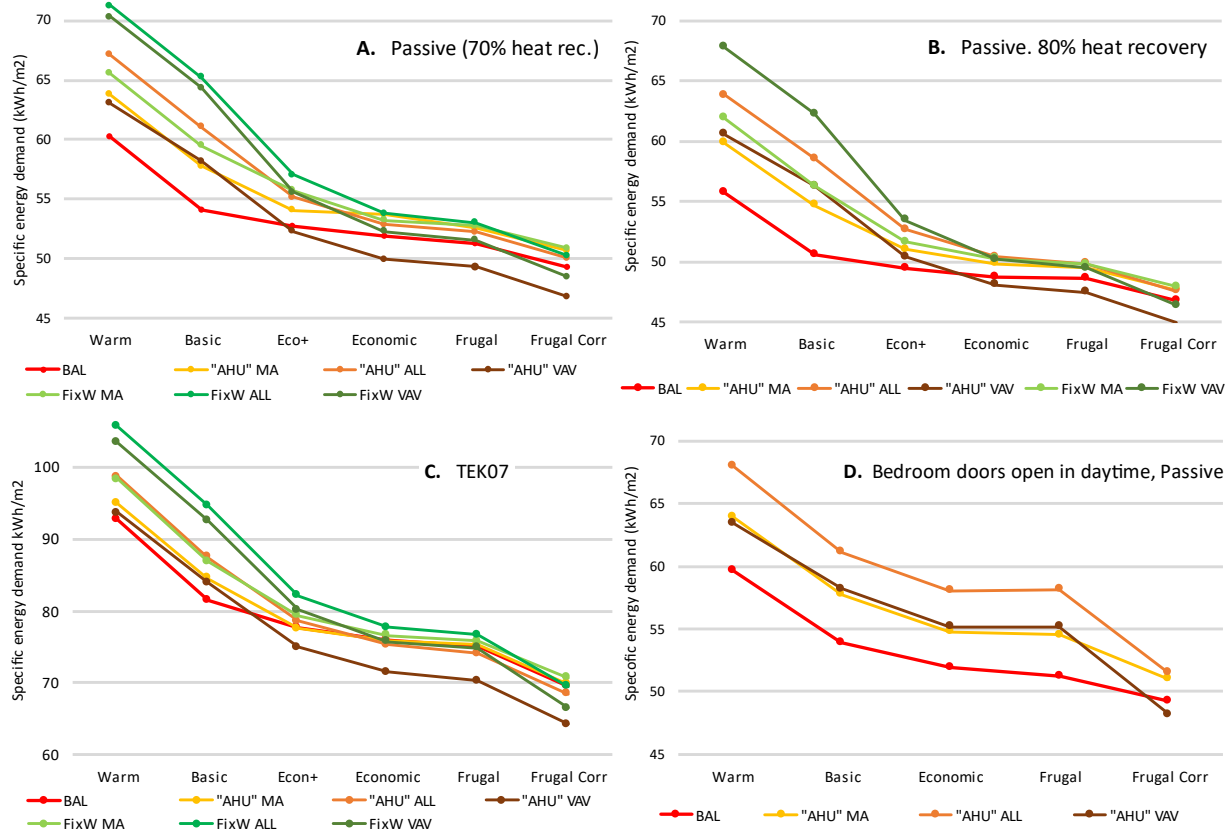 A. Passive (70% heat rec.)
Specific energy demand (kWh/m2)
70
65
60
55
50
45
Warm Basic Eco+ Economic Frugal Frugal Corr
BAL "AHU" MA "AHU" ALL "AHU" VAV
FixW MA FixW ALL FixW VAV
B. Passive. 80% heat recovery
Specific energy demand (kWh/m2)
70
65
60
55
50
45
Warm Basic Econ+ Economic Frugal Frugal Corr
BAL "AHU" MA "AHU" ALL "AHU" VAV FixW MA FixW VAV
C. TEK07
Specific energy demand kWh/m2
100
90
80
70
60
Warm Basic Econ+ Economic Frugal Frugal Corr
BAL "AHU" MA "AHU" ALL "AHU" VAV
FixW MA FixW ALL FixW VAV
D. Bedroom doors open in daytime, Passive
Specofic energy demand (kWh/m2)
70
65
60
55
50
45
Warm Basic Economic Frugal Frugal Corr
BAL "AHU" MA "AHU" ALL "AHU" VAV